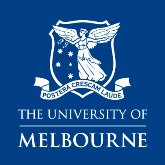 POSTERA CRESCAM LAUDE
THE UNIVERSITY OF
MELBOURNE